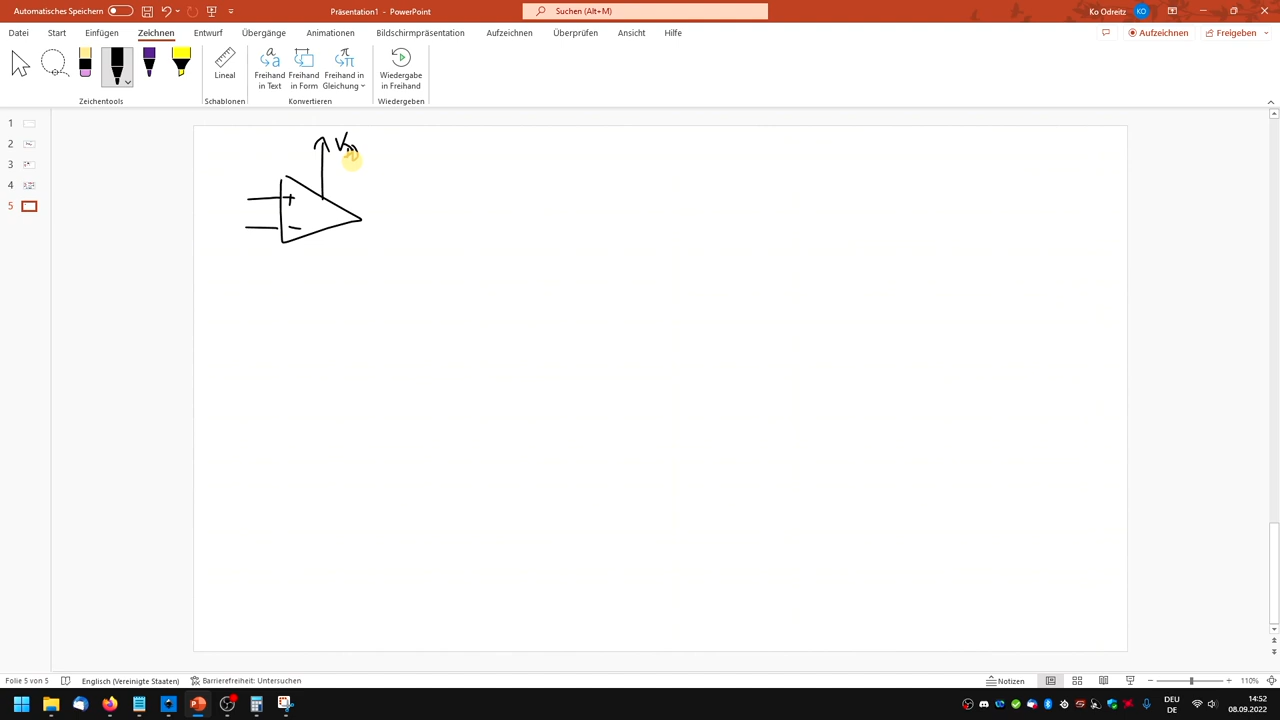 Automatisches Speichern
Präsentation1 - PowerPoint
Suchen (Alt+M)
Ko Odreitz
KO
Datei
Start
Einfügen
Zeichnen
Entwurf
Übergänge
Animationen
Bildschirmpräsentation
Aufzeichnen
Überprüfen
Ansicht
Hilfe
Aufzeichnen
Freigeben
Lineal
Freihand in Text
Freihand in Form
Freihand in Gleichung
Wiedergabe in Freihand
Zeichentools
Schablonen
Konvertieren
Wiedergeben
1
2
3
4
5
+
−
Folie 5 von 5
Englisch (Vereinigte Staaten)
Barrierefreiheit: Untersuchen
Notizen
110%
DEU
DE
14:52
08.09.2022